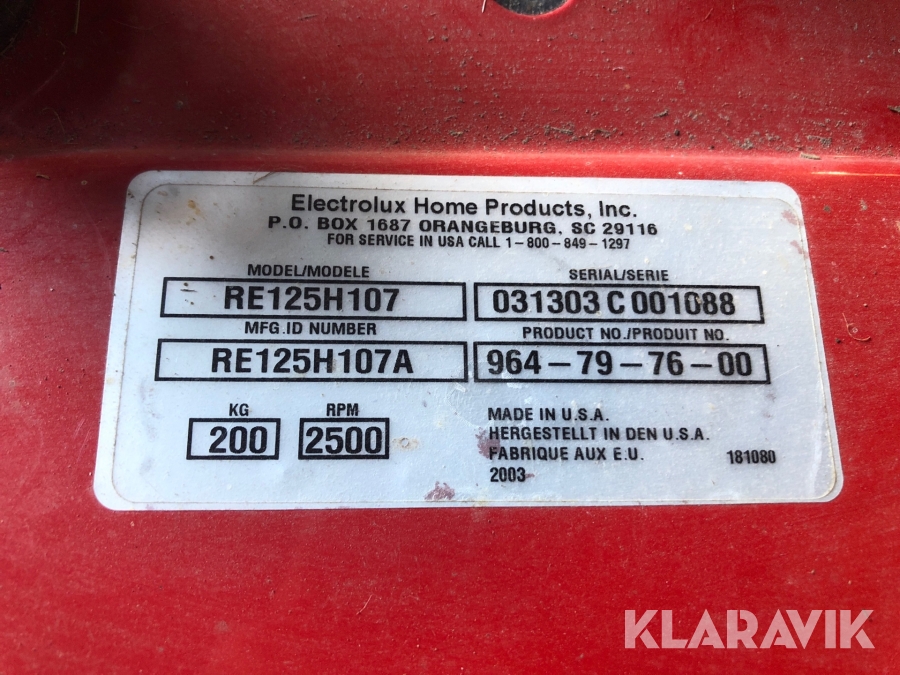 Electrolux Home Products, Inc.
P.O. BOX 1687 ORANGEBURG, SC 29116
FOR SERVICE IN USA CALL 1-800-849-1297
MODEL/MODELE
RE125H107
SERIAL/SERIE
031303 C 001088
MFG.ID NUMBER
RE125H107A
PRODUCT NO./PRODUIT NO.
964-79-76-00
KG
200
RPM
2500
MADE IN U.S.A.
HERGESTELLT IN DEN U.S.A.
FABRIQUE AUX E.U.
2003
181080
KLARAVIK